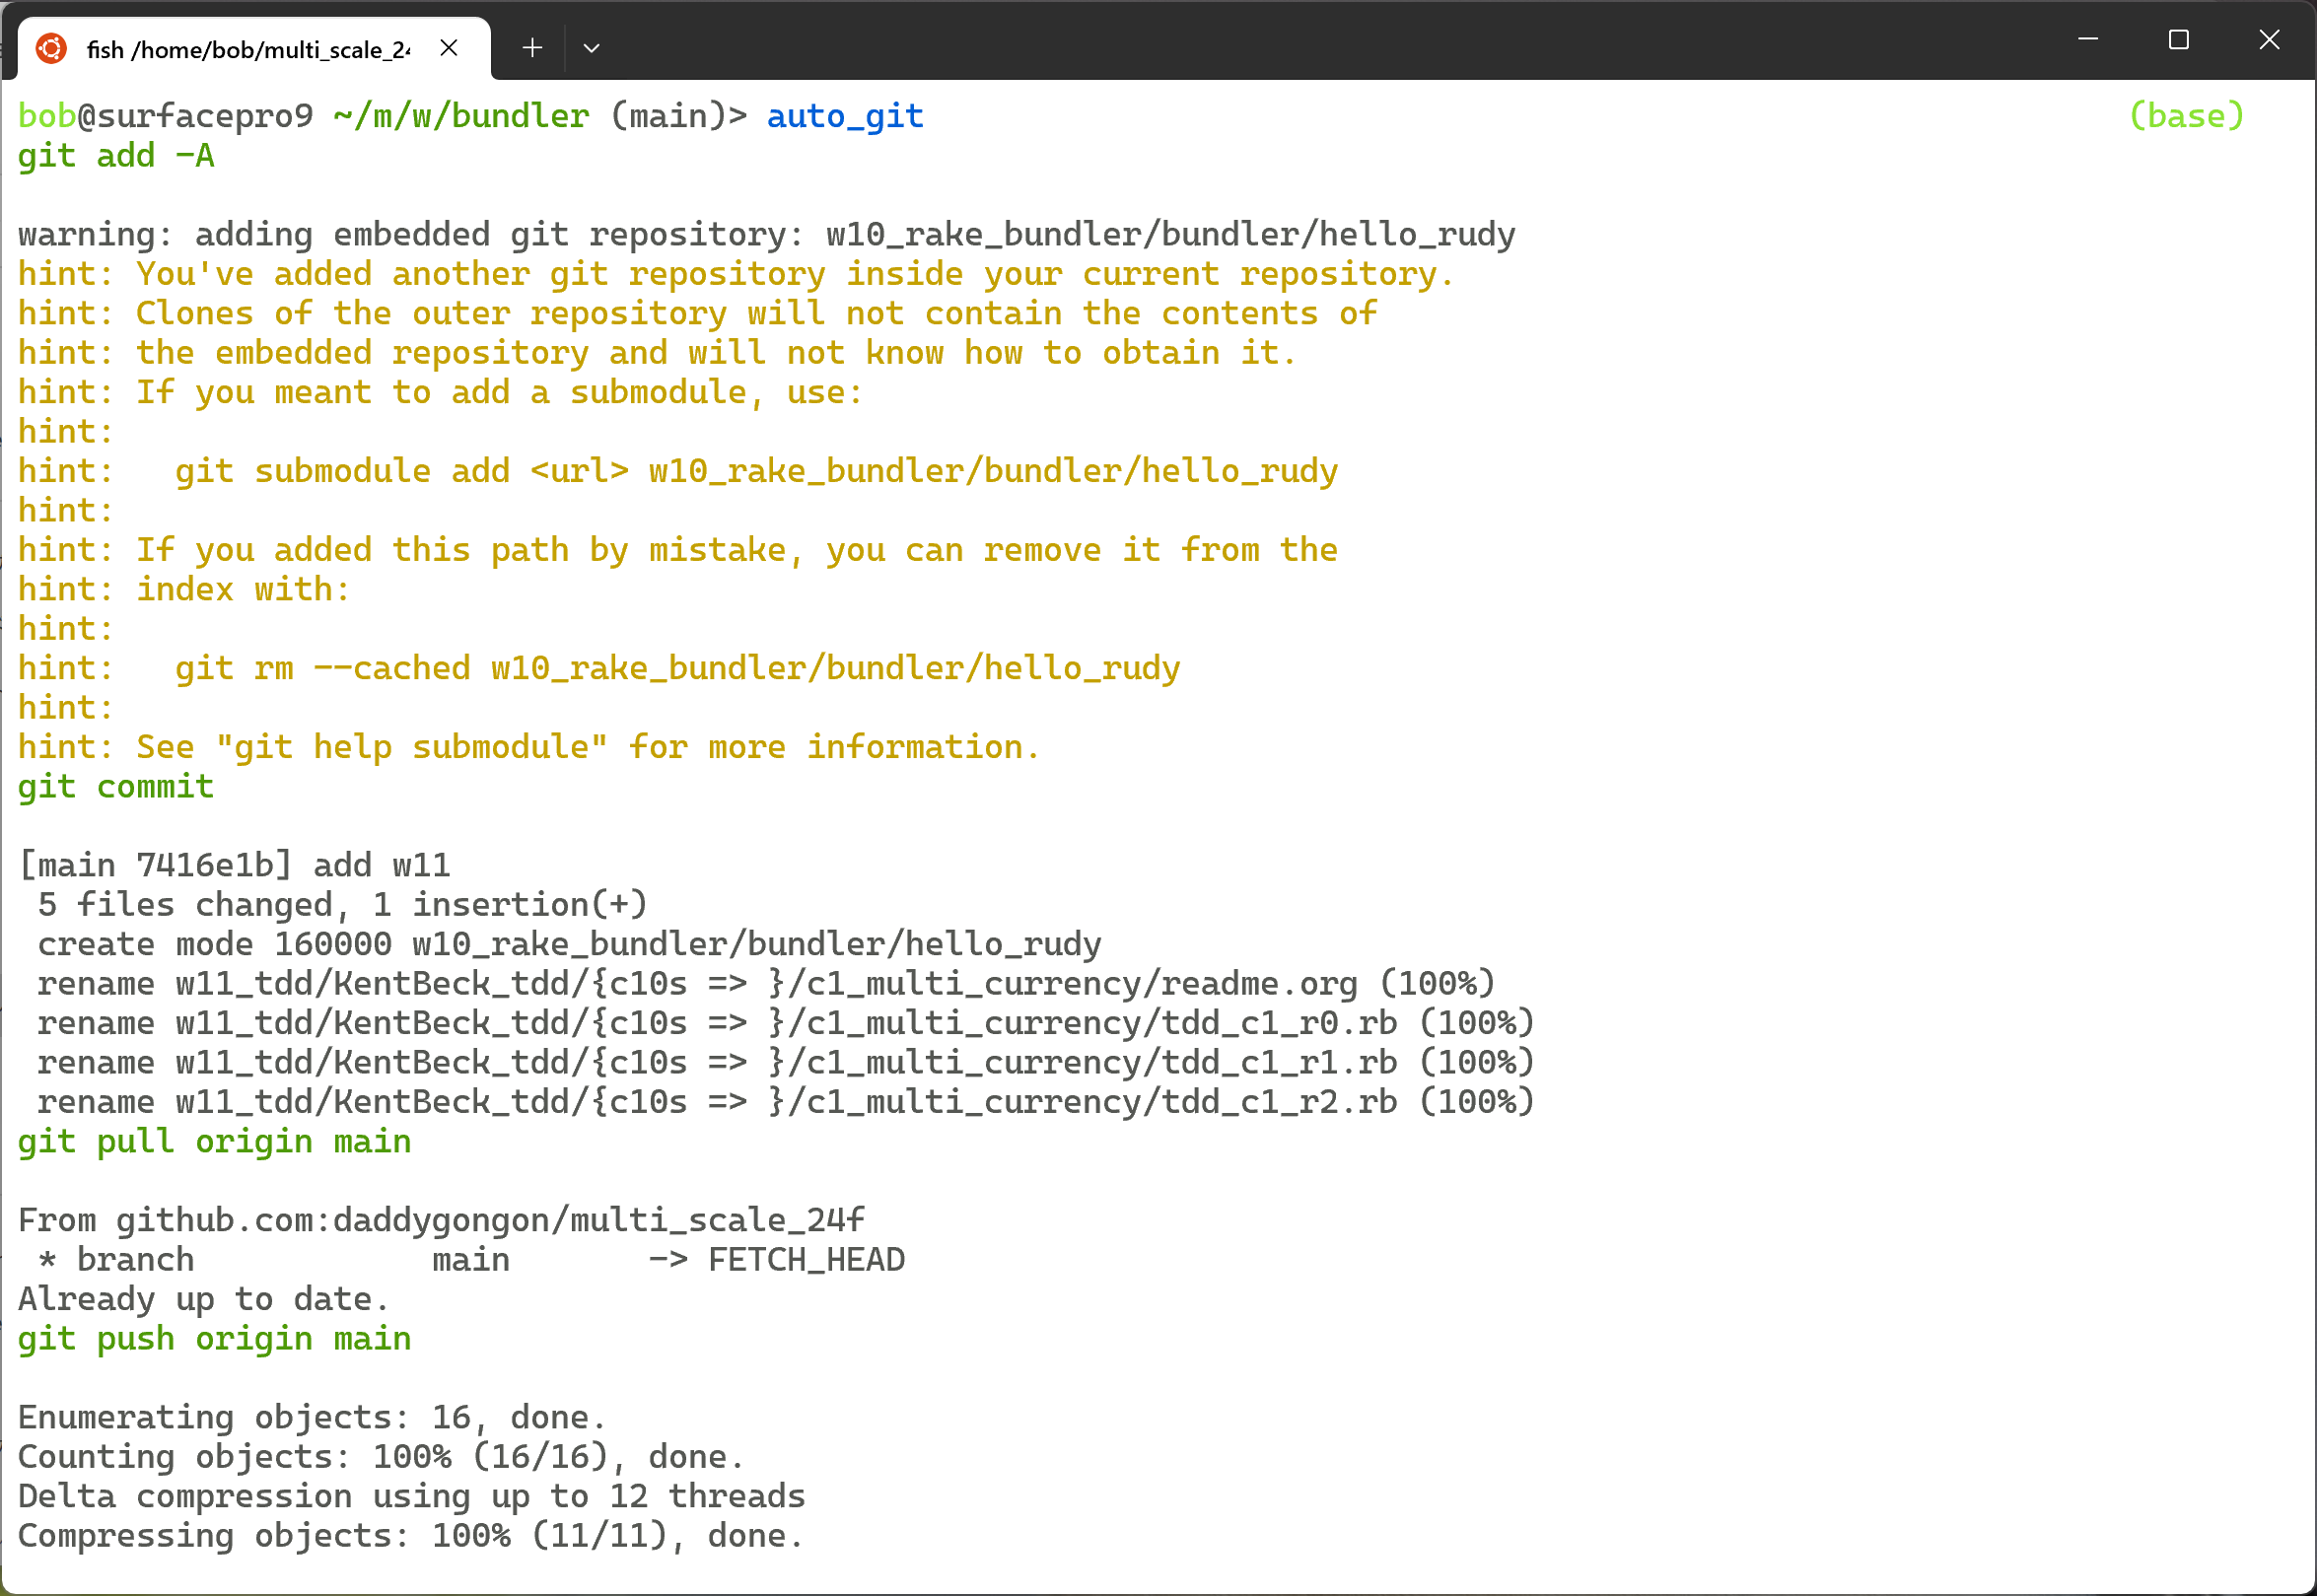 fish /home/bob/multi_scale_24
bob@surfacepro9 ~/m/w/bundler (main)> auto_git (base)
git add -A
warning: adding embedded git repository: w10_rake_bundler/bundler/hello_rudy
hint: You've added another git repository inside your current repository.
hint: Clones of the outer repository will not contain the contents of
hint: the embedded repository and will not know how to obtain it.
hint: If you meant to add a submodule, use:
hint:
hint:   git submodule add <url> w10_rake_bundler/bundler/hello_rudy
hint:
hint: If you added this path by mistake, you can remove it from the
hint: index with:
hint:
hint:   git rm --cached w10_rake_bundler/bundler/hello_rudy
hint:
hint: See "git help submodule" for more information.
git commit
[main 7416e1b] add w11
 5 files changed, 1 insertion(+)
 create mode 160000 w10_rake_bundler/bundler/hello_rudy
 rename w11_tdd/KentBeck_tdd/{c10s => }/c1_multi_currency/readme.org (100%)
 rename w11_tdd/KentBeck_tdd/{c10s => }/c1_multi_currency/tdd_c1_r0.rb (100%)
 rename w11_tdd/KentBeck_tdd/{c10s => }/c1_multi_currency/tdd_c1_r1.rb (100%)
 rename w11_tdd/KentBeck_tdd/{c10s => }/c1_multi_currency/tdd_c1_r2.rb (100%)
git pull origin main
From github.com:daddygongon/multi_scale_24f
 * branch            main       -> FETCH_HEAD
Already up to date.
git push origin main
Enumerating objects: 16, done.
Counting objects: 100% (16/16), done.
Delta compression using up to 12 threads
Compressing objects: 100% (11/11), done.